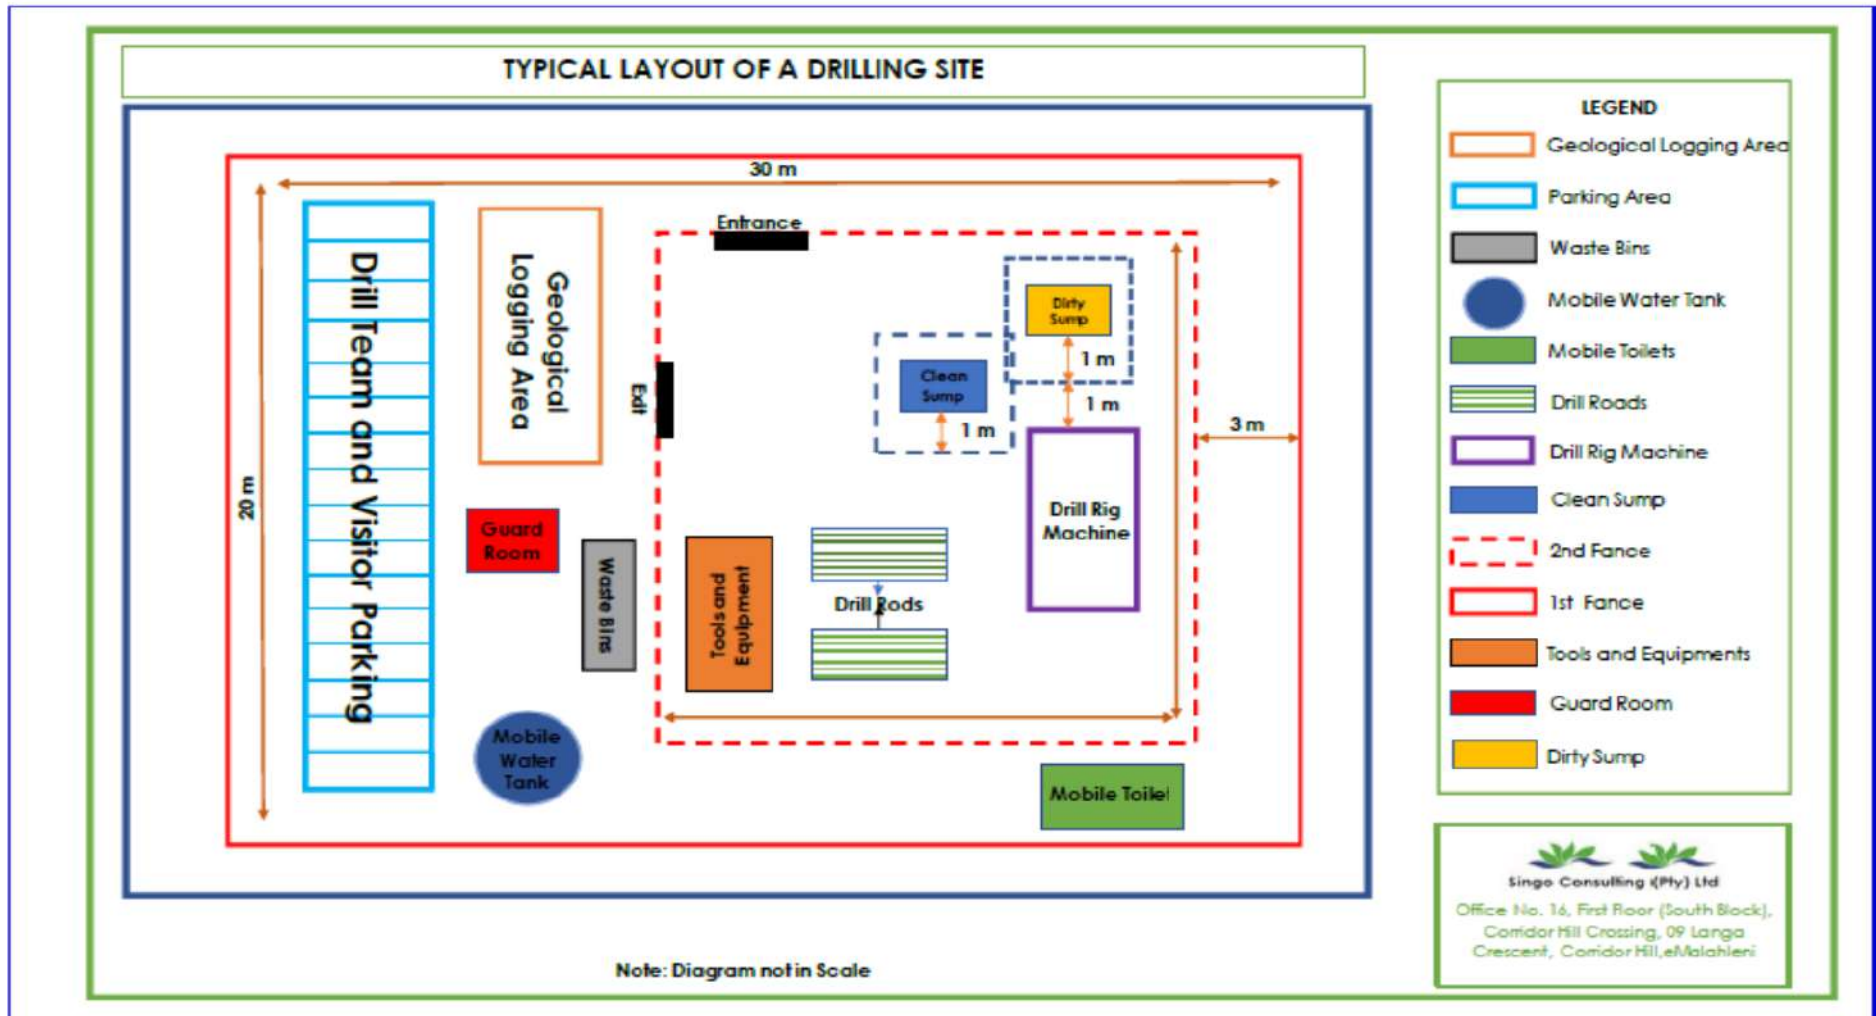 TYPICAL LAYOUT OF A DRILLING SITE
30 m
20 m
Drill Team and Visitor Parking
Geological
Logging Area
Entrance
Exit
Dirty
Sump
1 m
1 m
Clean
Sump
1 m
3 m
Drill Rig
Machine
Guard
Room
Waste Bins
Tools and
Equipment
Drill Rods
Mobile
Water
Tank
Mobile Toilet
Note: Diagram not in Scale
LEGEND
Geological Logging Area
Parking Area
Waste Bins
Mobile Water Tank
Mobile Toilets
Drill Roads
Drill Rig Machine
Clean Sump
2nd Fance
1st Fance
Tools and Equipments
Guard Room
Dirty Sump
Singo Consulting (Pty) Ltd
Office No. 16, First Floor (South Block),
Corridor Hill Crossing, 09 Langa
Crescent, Corridor Hill,eMalahleni